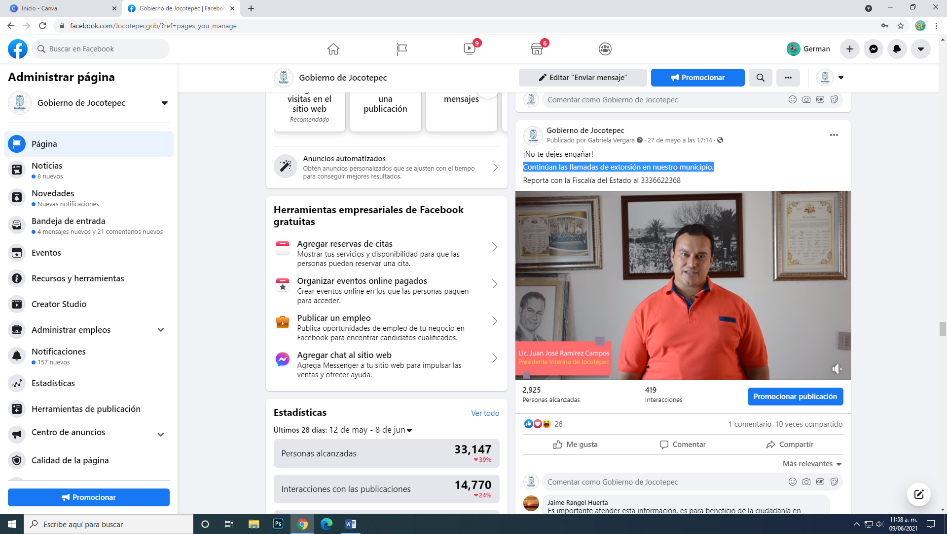 Inicio - Canva
Gobierno de Jocotepec | Facebo
facebook.com/Jocotepecgob/?ref=pages_you_manage
Buscar en Facebook
9
6
German
Administrar página
Gobierno de Jocotepec
Página
Noticias
8 nuevos
Novedades
Nuevas notificaciones
Bandeja de entrada
4 mensajes nuevos y 21 comentarios nuevos
Eventos
Recursos y herramientas
Creator Studio
Administrar empleos
Notificaciones
157 nuevos
Estadísticas
Herramientas de publicación
Centro de anuncios
Calidad de la página
Promocionar
Gobierno de Jocotepec
Editar "Enviar mensaje"
Promocionar
visitas en el
sitio web
Recomendado
una
publicación
mensajes
Anuncios automatizados
Obtén anuncios personalizados que se ajusten con el tiempo
para conseguir mejores resultados.
Herramientas empresariales de Facebook
gratuitas
Agregar reservas de citas
Mostrar tus servicios y disponibilidad para que las
personas puedan reservar una cita.
Organizar eventos online pagados
Crear eventos online en los que las personas paguen
para acceder.
Publicar un empleo
Publica oportunidades de empleo de tu negocio en
Facebook para encontrar candidatos cualificados.
Agregar chat al sitio web
Agrega Messenger a tu sitio web para impulsar las
ventas y ofrecer ayuda.
Estadísticas
Ver todo
Últimos 28 días: 12 de may - 8 de jun
Personas alcanzadas
33,147
39%
Interacciones con las publicaciones
14,770
24%
Comentar como Gobierno de Jocotepec
Gobierno de Jocotepec
Publicado por Gabriela Vergara · 27 de mayo a las 17:14 ·
¡No te dejes engañar!
Continúan las llamadas de extorsión en nuestro municipio.
Reporta con la Fiscalía del Estado al 3336622368
Lic. Juan José Ramírez Campos
Presidente Interino de Jocotepec
2,925
Personas alcanzadas
419
Interacciones
Promocionar publicación
26
1 comentario 10 veces compartido
Me gusta
Comentar
Compartir
Más relevantes
Comentar como Gobierno de Jocotepec
Jaime Rangel Huerta
Es importante atender esta información, es para beneficio de la ciudadanía en
Escribe aquí para buscar
11:58 a. m.
09/06/2021